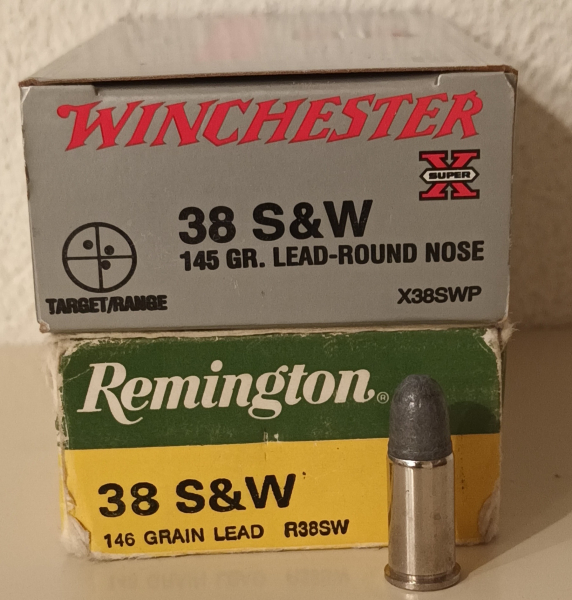 WINCHESTER
X
SUPER
38 S&W
145 GR. LEAD-ROUND NOSE
TARGET/RANGE
X38SWP
Remington®
38 S&W
146 GRAIN LEAD R38SW